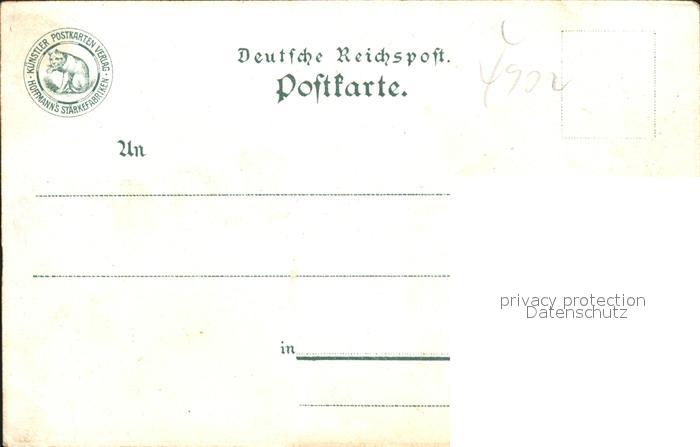 KÜNSTLER POSTKARTEN VERLAG
HOFFMANN'S STÄRKEFABRIKEN
Deutsche Reichspost.
Postkarte.
An
in
privacy protection
Datenschutz